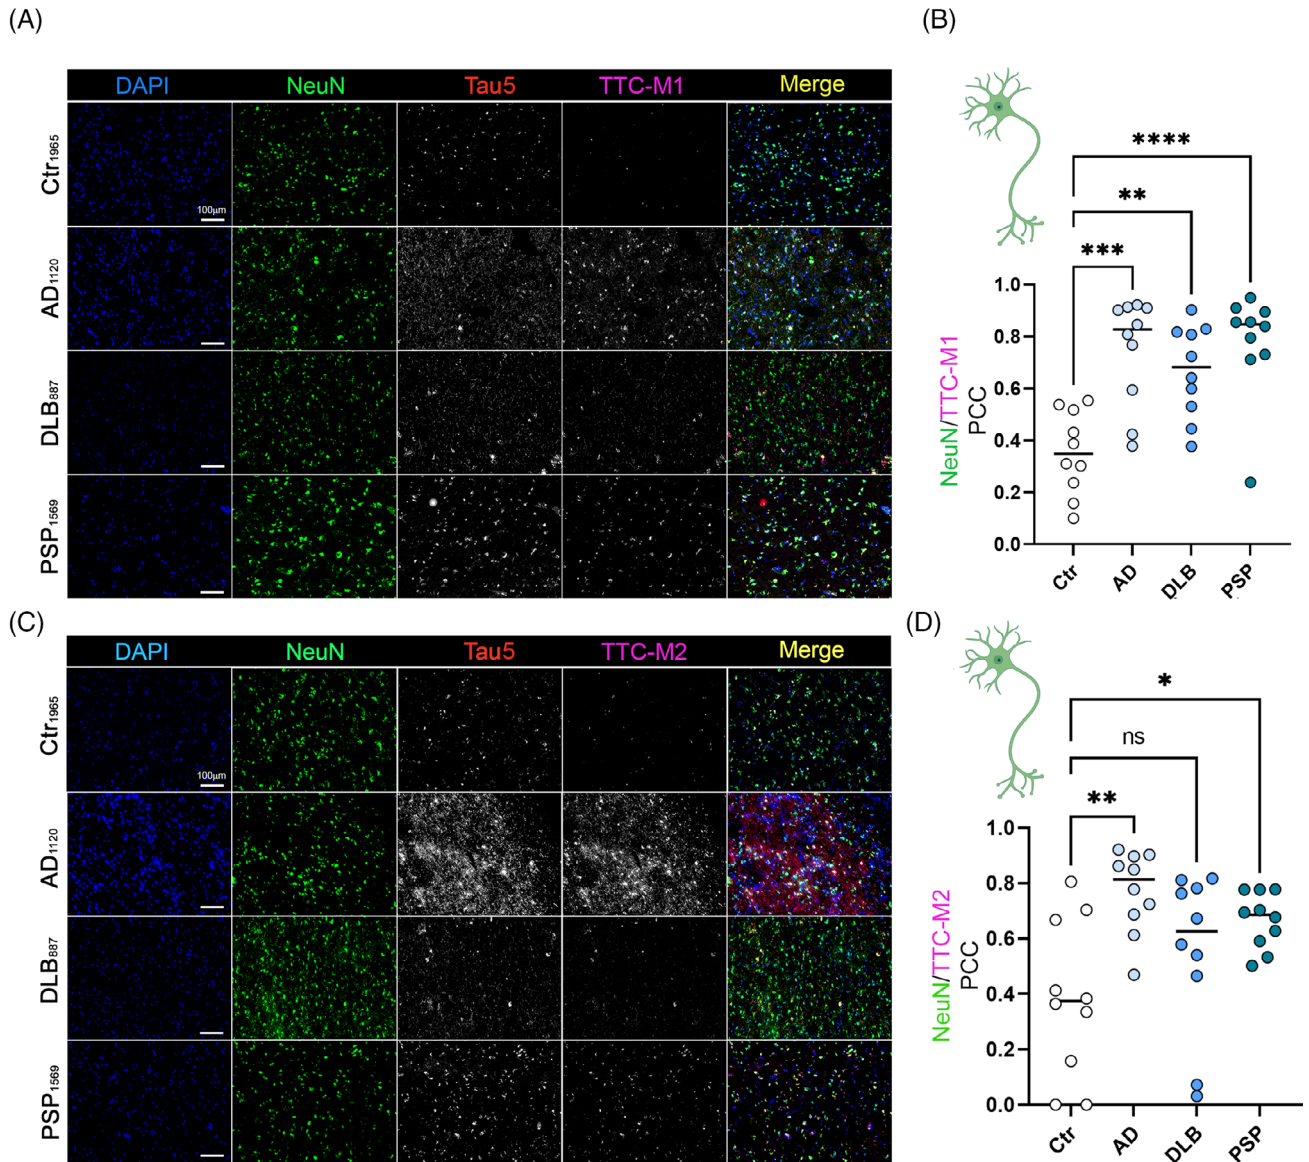 (A)
DAPI NeuN Tau5 TTC-M1 Merge
Ctr1965
100µm
AD1120
DLB887
PSP1569
(B)
****
**
***
NeuN/TTC-M1
PCC
1.0
0.8
0.6
0.4
0.2
0.0
Ctr AD DLB PSP
(C)
DAPI NeuN Tau5 TTC-M2 Merge
Ctr1965
100µm
AD1120
DLB887
PSP1569
(D)
*
ns
**
NeuN/TTC-M2
PCC
1.0
0.8
0.6
0.4
0.2
0.0
Ctr AD DLB PSP